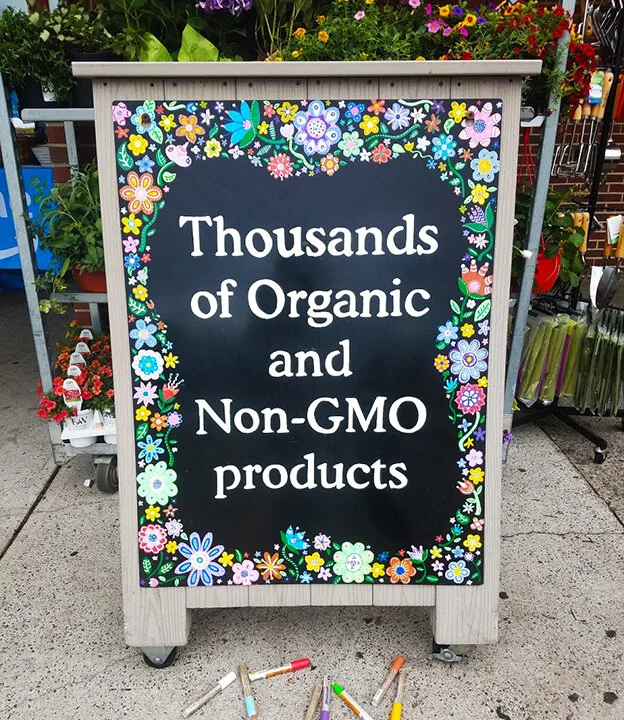 Thousands
of Organic
and
Non-GMO
products